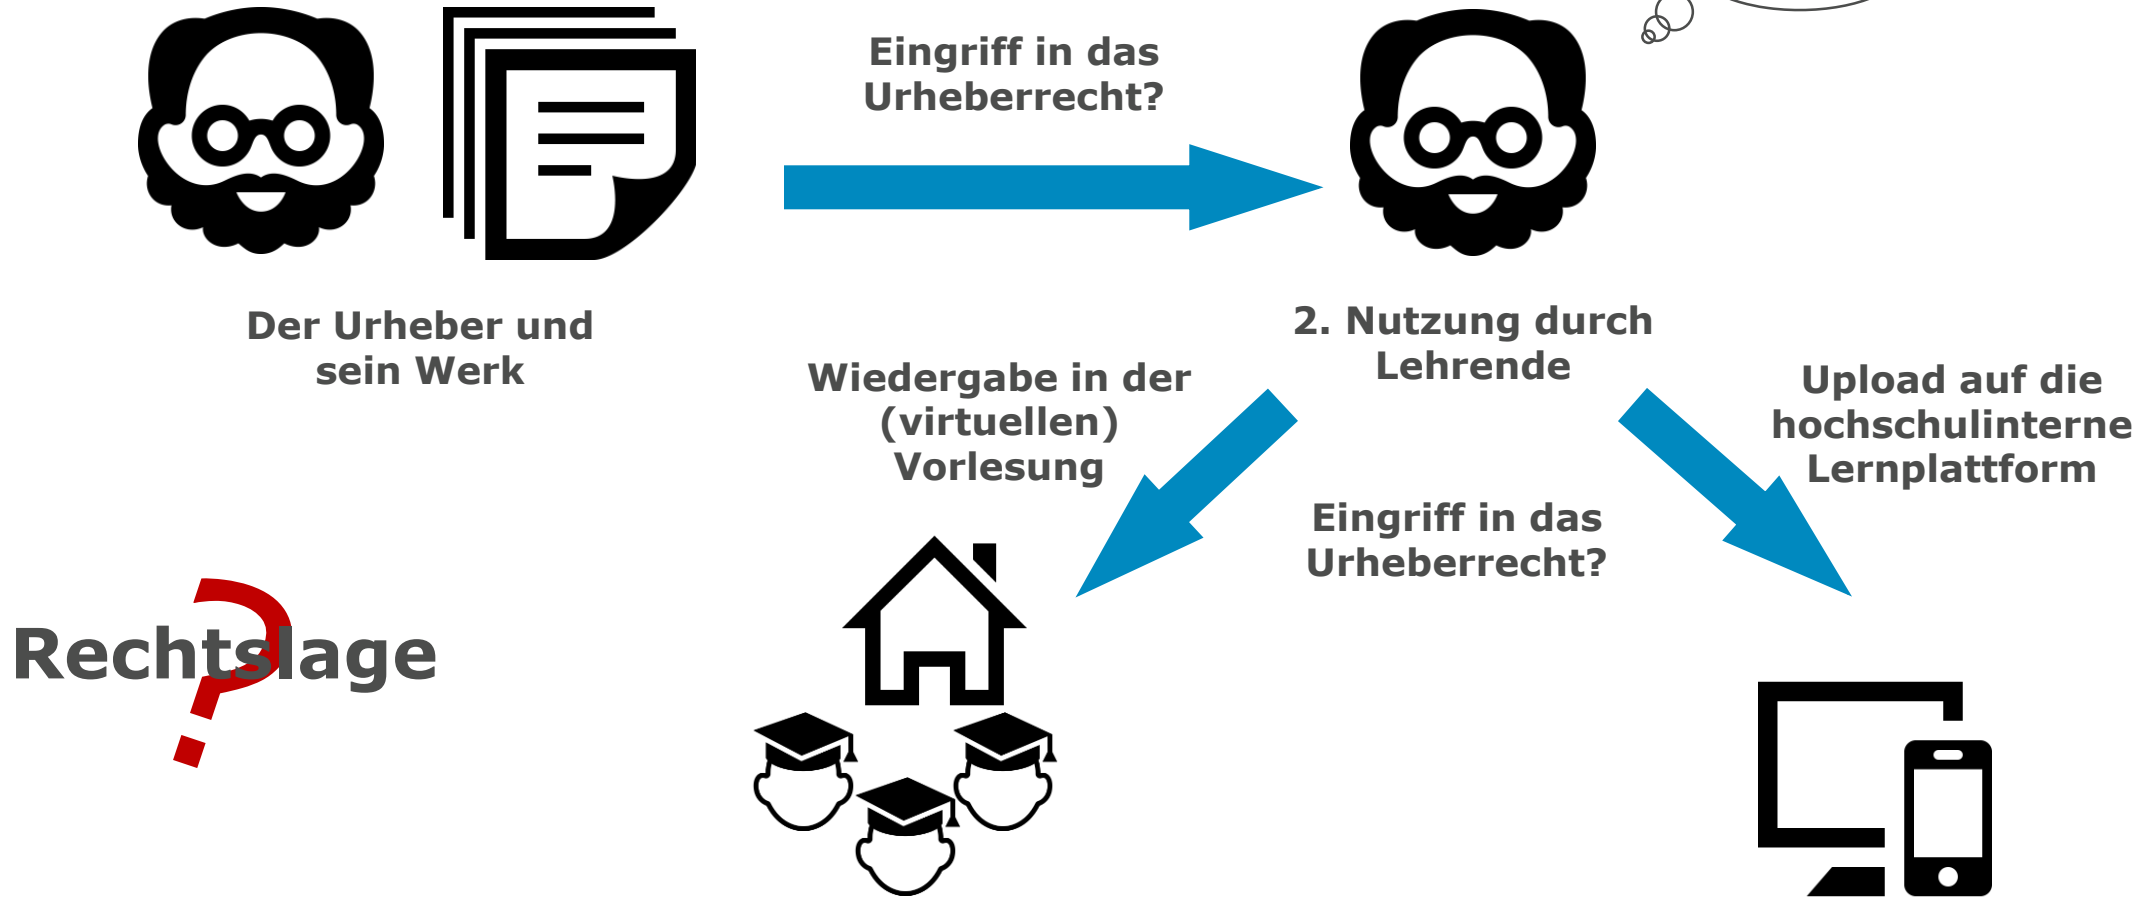 Eingriff in das
Urheberrecht?
Der Urheber und
sein Werk
2. Nutzung durch
Lehrende
Wiedergabe in der
(virtuellen)
Vorlesung
Upload auf die
hochschulinterne
Lernplattform
Eingriff in das
Urheberrecht?
?
Rechtslage